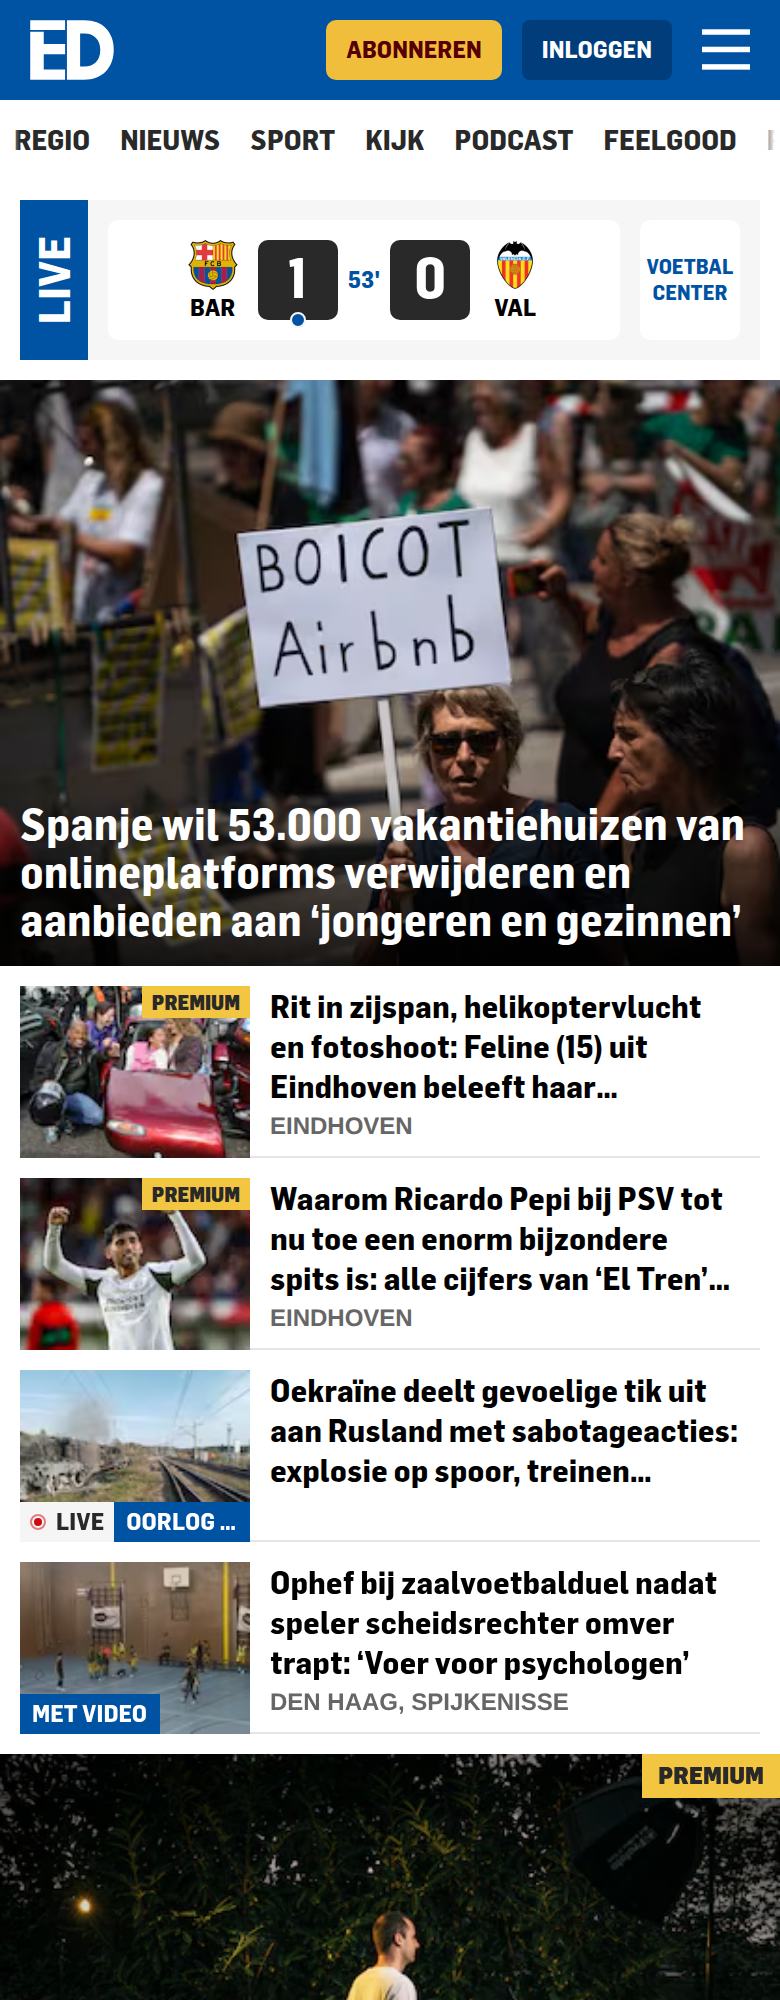 ED
ABONNEREN
INLOGGEN
REGIO NIEUWS SPORT KIJK PODCAST FEELGOOD
LIVE
BAR
1
53'
0
VAL
VOETBAL
CENTER
BOICOT
Airbnb
Spanje wil 53.000 vakantiehuizen van
onlineplatforms verwijderen en
aanbieden aan ‘jongeren en gezinnen’
PREMIUM
Rit in zijspan, helikoptervlucht
en fotoshoot: Feline (15) uit
Eindhoven beleeft haar...
EINDHOVEN
PREMIUM
Waarom Ricardo Pepi bij PSV tot
nu toe een enorm bijzondere
spits is: alle cijfers van ‘El Tren’...
EINDHOVEN
LIVE
OORLOG ...
Oekraïne deelt gevoelige tik uit
aan Rusland met sabotageacties:
explosie op spoor, treinen...
MET VIDEO
Ophef bij zaalvoetbalduel nadat
speler scheidsrechter omver
trapt: ‘Voer voor psychologen’
DEN HAAG, SPIJKENISSE
PREMIUM